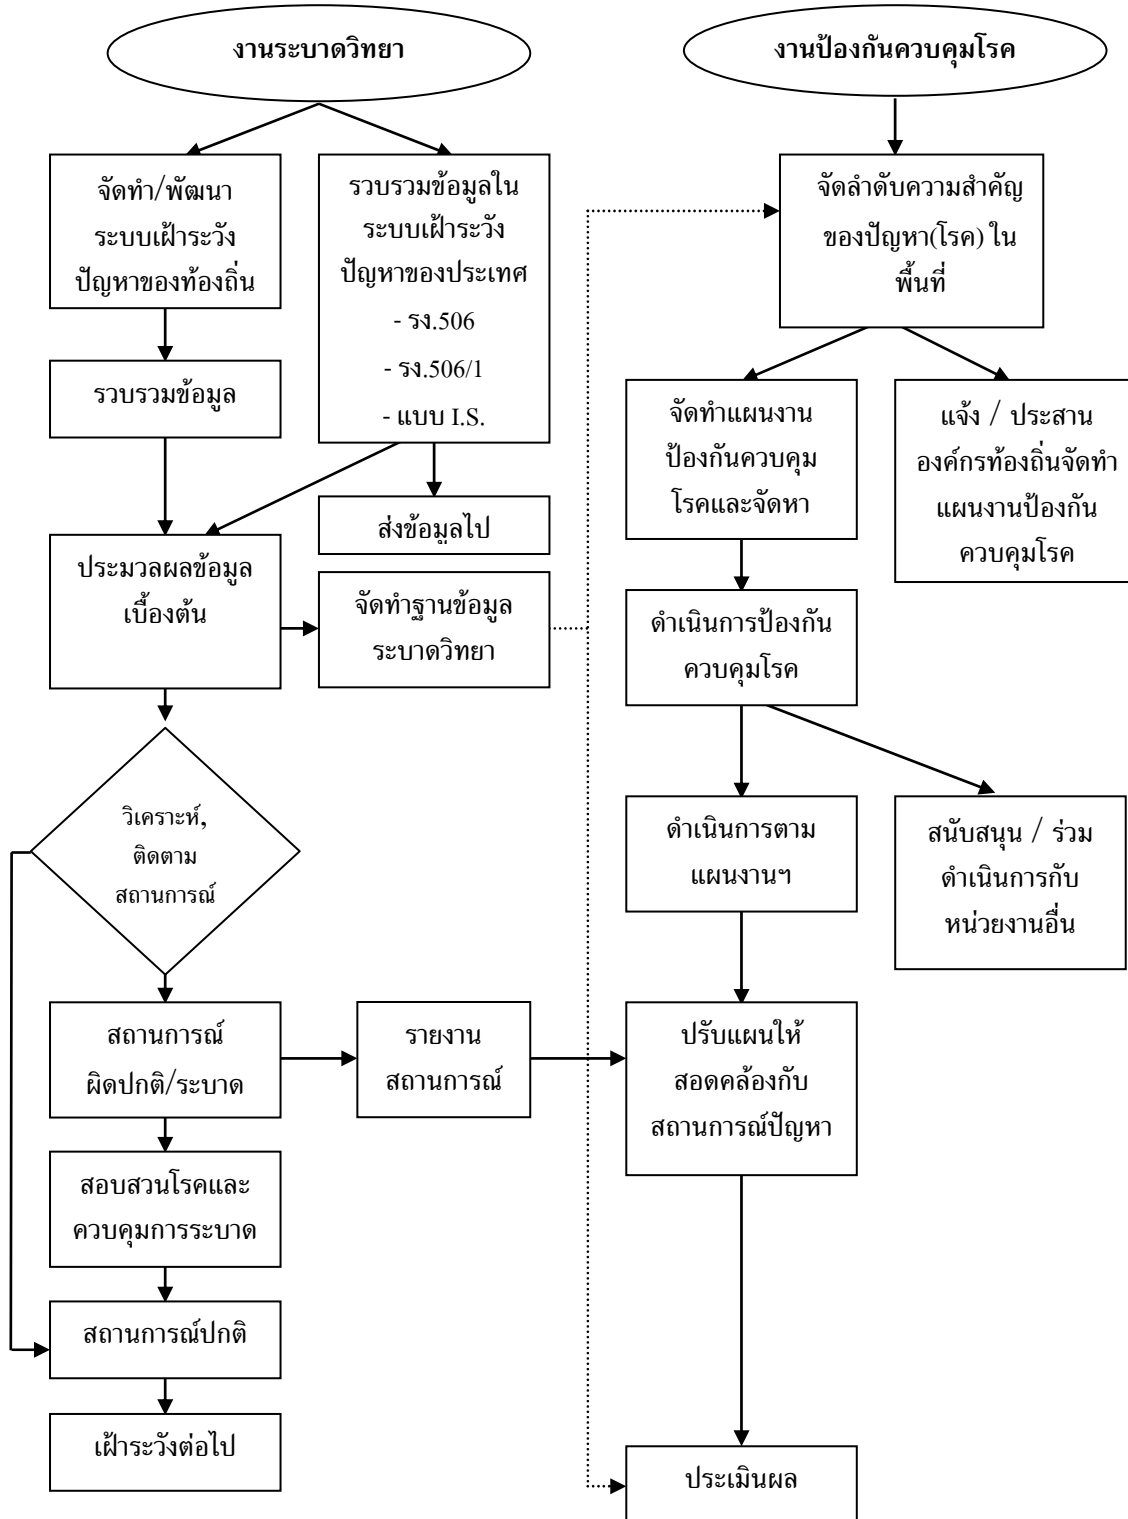 งานระบาดวิทยา
จัดทำ/พัฒนา
ระบบเฝ้าระวัง
ปัญหาของท้องถิ่น
รวบรวมข้อมูลใน
ระบบเฝ้าระวัง
ปัญหาของประเทศ
- รง.506
- รง.506/1
- แบบ I.S.
รวบรวมข้อมูล
ส่งข้อมูลไป
ประมวลผลข้อมูล
เบื้องต้น
จัดทำฐานข้อมูล
ระบาดวิทยา
วิเคราะห์,
ติดตาม
สถานการณ์
สถานการณ์
ผิดปกติ/ระบาด
รายงาน
สถานการณ์
สอบสวนโรคและ
ควบคุมการระบาด
สถานการณ์ปกติ
เฝ้าระวังต่อไป
งานป้องกันควบคุมโรค
จัดลำดับความสำคัญ
ของปัญหา(โรค) ใน
พื้นที่
จัดทำแผนงาน
ป้องกันควบคุม
โรคและจัดหา
แจ้ง / ประสาน
องค์กรท้องถิ่นจัดทำ
แผนงานป้องกัน
ควบคุมโรค
ดำเนินการป้องกัน
ควบคุมโรค
ดำเนินการตาม
แผนงานฯ
สนับสนุน / ร่วม
ดำเนินการกับ
หน่วยงานอื่น
ปรับแผนให้
สอดคล้องกับ
สถานการณ์ปัญหา
ประเมินผล